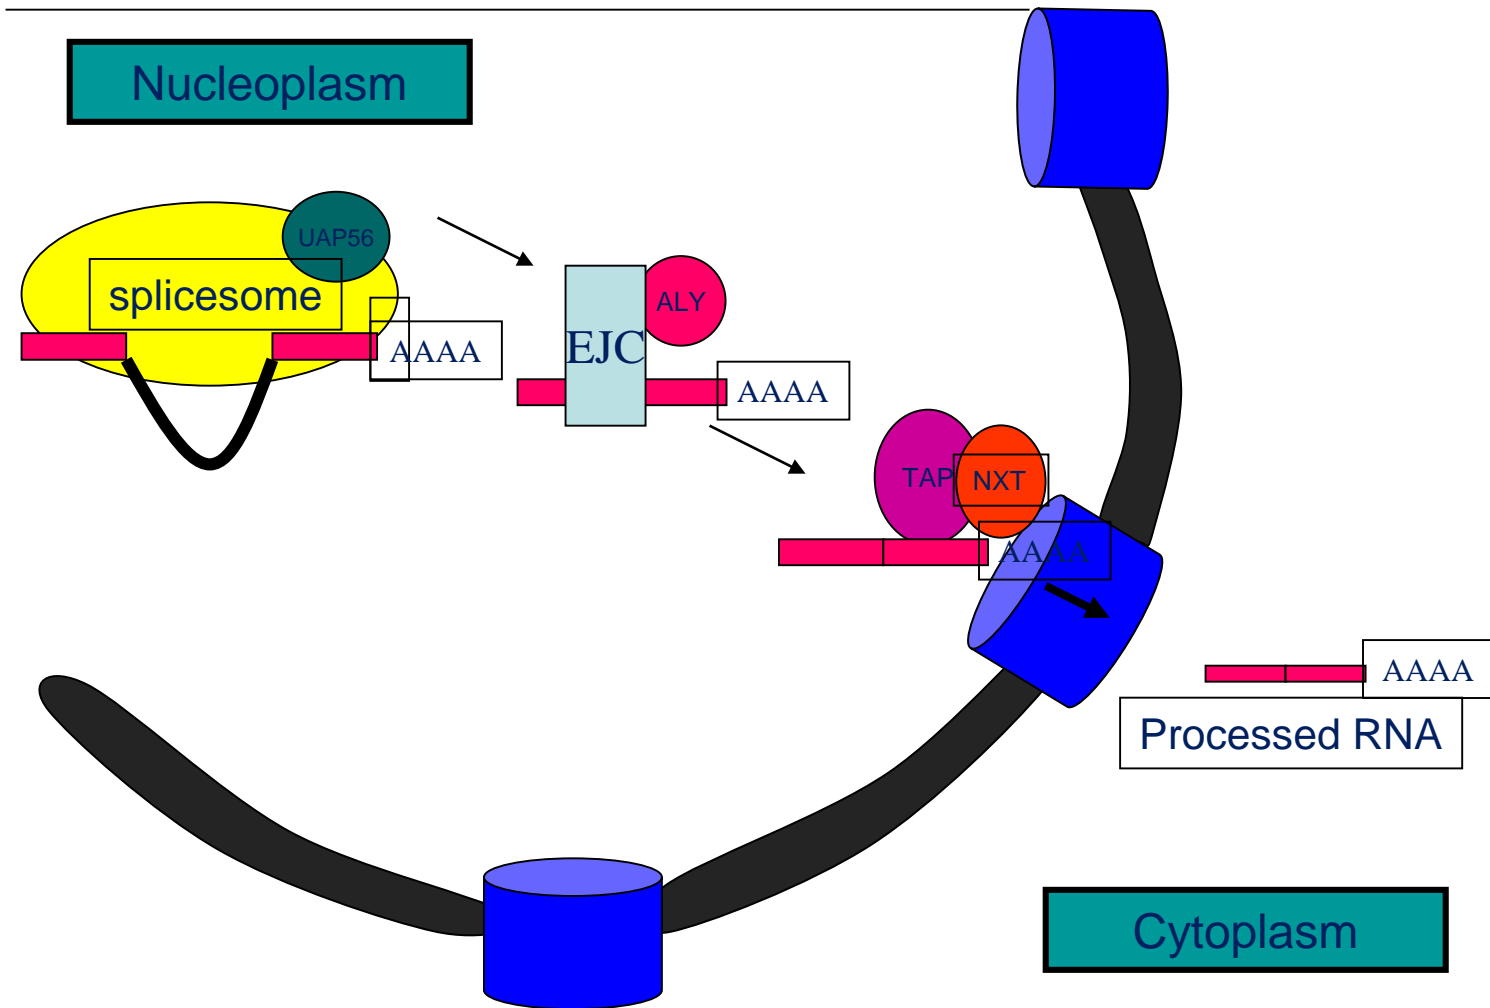 Nucleoplasm
UAP56
splicesome
AAAA
ALY
EJC
AAAA
TAP
NXT
AAAA
AAAA
Processed RNA
Cytoplasm